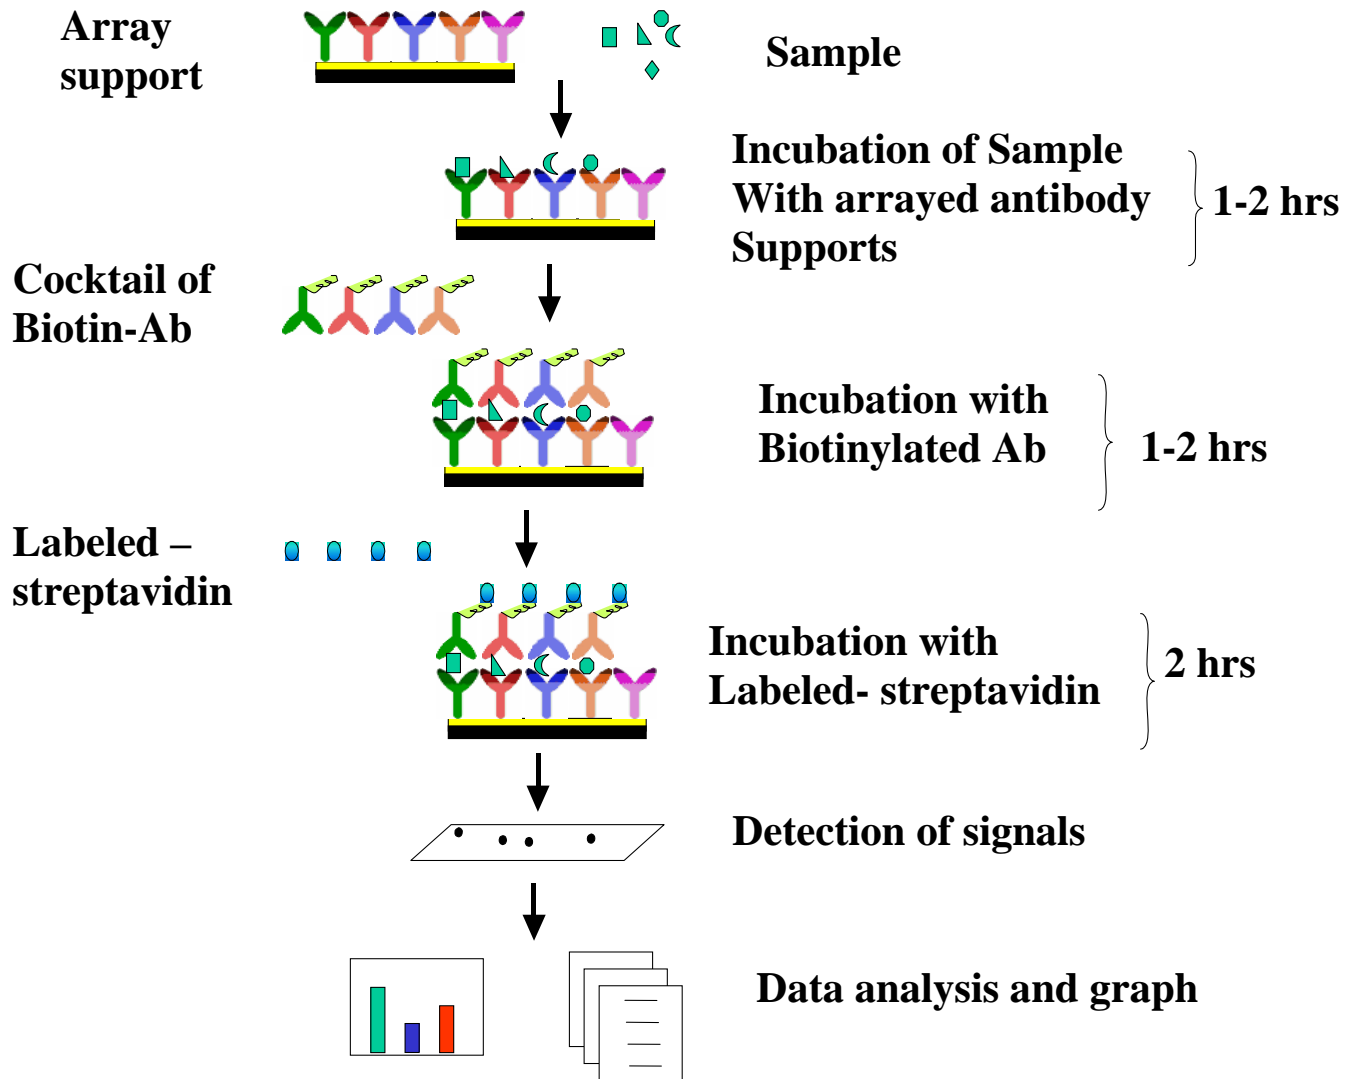 Array
support
Sample
Incubation of Sample
With arrayed antibody
Supports
1-2 hrs
Cocktail of
Biotin-Ab
Incubation with
Biotinylated Ab
1-2 hrs
Labeled –
streptavidin
Incubation with
Labeled- streptavidin
2 hrs
Detection of signals
Data analysis and graph